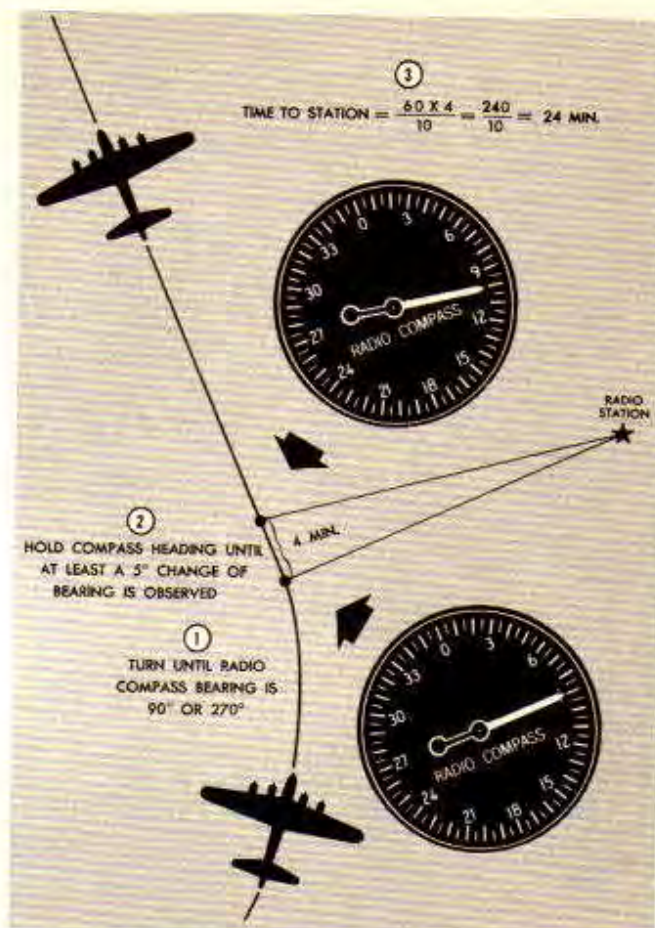 3
TIME TO STATION = 60 X 4 / 10 = 240 / 10 = 24 MIN.
0 3 6 9 12 15 18 21 24 27 30 33
RADIO COMPASS
RADIO
STATION
4 MIN.
2
HOLD COMPASS HEADING UNTIL
AT LEAST A 5° CHANGE OF
BEARING IS OBSERVED
1
TURN UNTIL RADIO
COMPASS BEARING IS
90° OR 270°
0 3 6 12 15 18 21 24 27 30 33
RADIO COMPASS